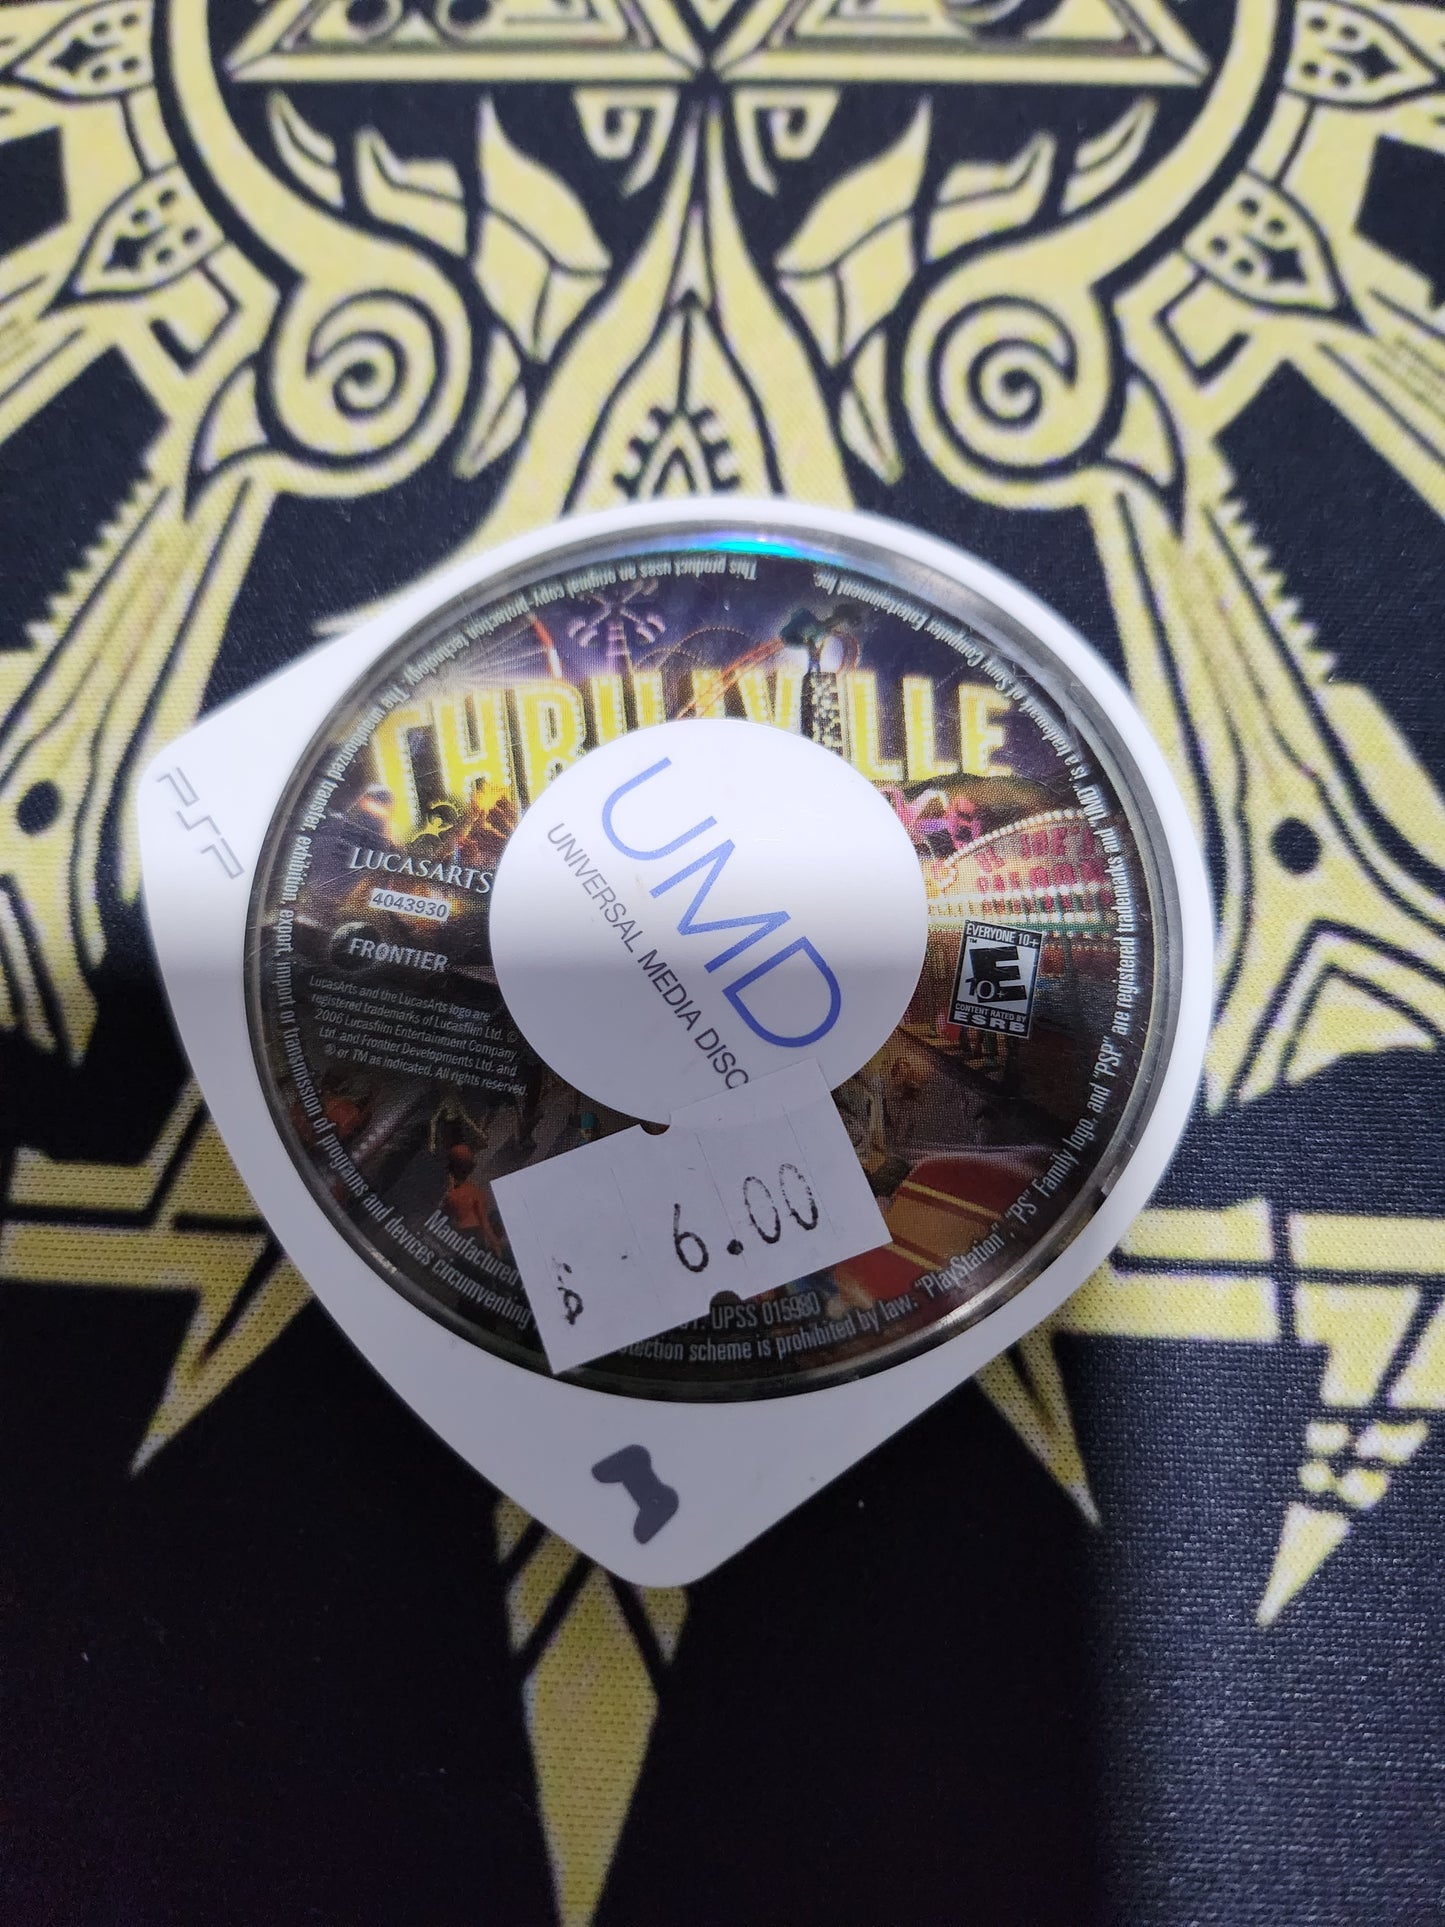 This product uses an original copy-protection technology. The unauthorized transfer, exhibition, export, import or transmission of programs and devices circumventing
otection scheme is prohibited by law. "PlayStation", "PS" Family logo, and "PSP" are registered trademarks and "UMD" is a trademark of Sony Computer Entertainment Inc.
THRILLVILLE
PSP
UMD
UNIVERSAL MEDIA DISC
LUCASARTS
4043930
FRONTIER
EVERYONE 10+
E
10+
CONTENT RATED BY
ESRB
LucasArts and the LucasArts logo are
registered trademarks of Lucasfilm Ltd. ©
2006 Lucasfilm Entertainment Company
Ltd. and Frontier Developments Ltd. and
® or TM as indicated. All rights reserved.
Manufactured
6.00
UPSS 015980